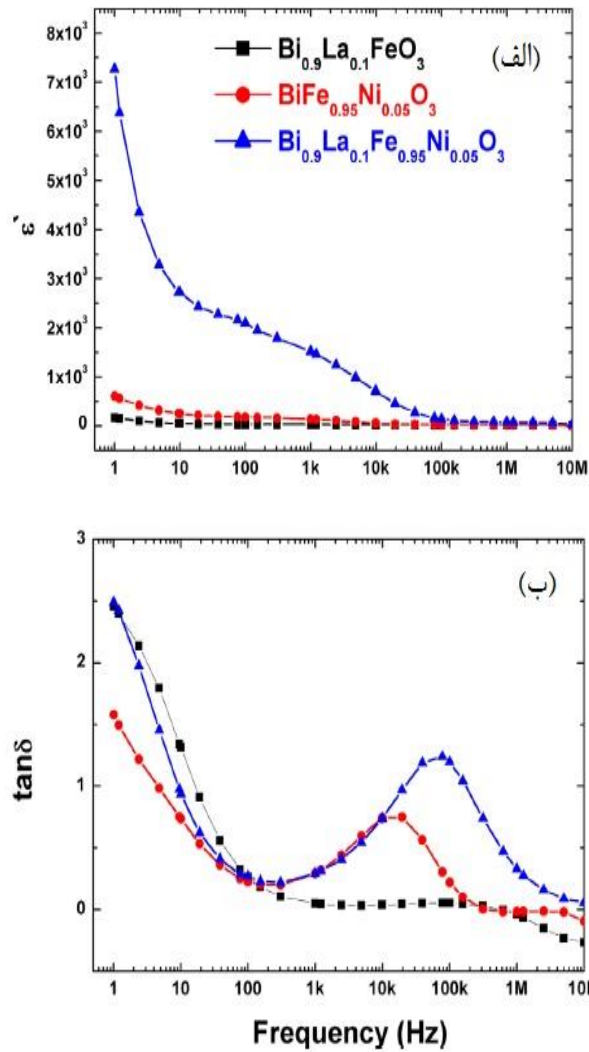 8x10³
7x10³
6x10³
5x10³
4x10³
3x10³
2x10³
1x10³
0
ε`
Bi₀.₉La₀.₁FeO₃
BiFe₀.₉₅Ni₀.₀₅O₃
Bi₀.₉La₀.₁Fe₀.₉₅Ni₀.₀₅O₃
(الف)
1 10 100 1k 10k 100k 1M 10M
3
2
1
0
tanδ
(ب)
1 10 100 1k 10k 100k 1M 10M
Frequency (Hz)